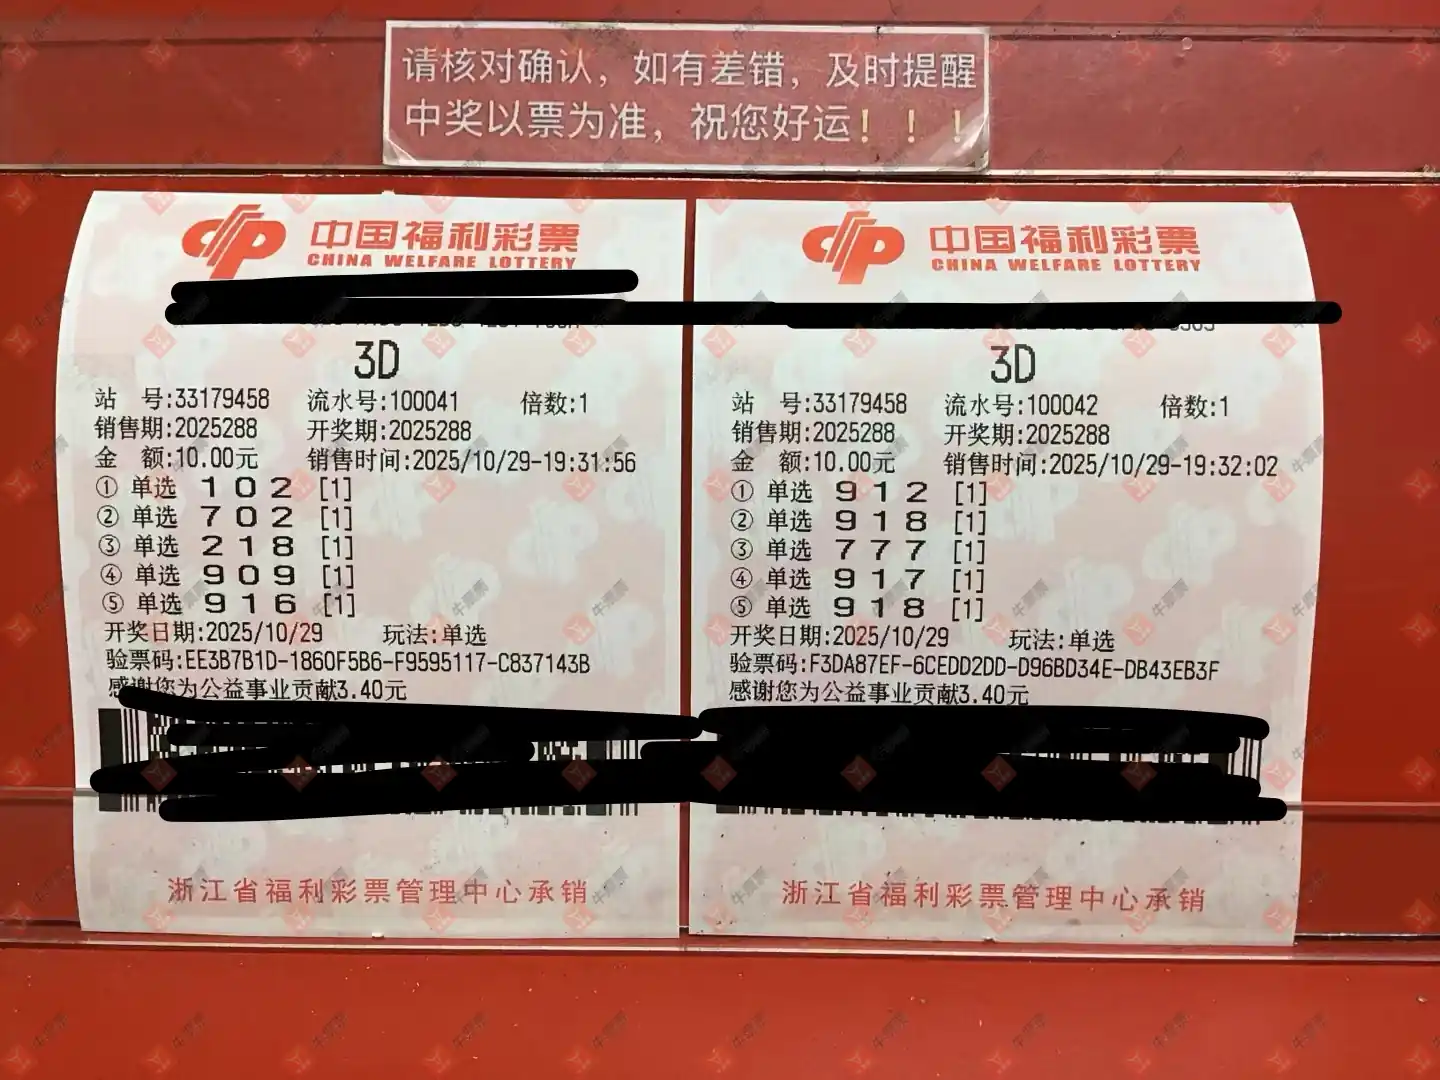 请核对确认，如有差错，及时提醒
中奖以票为准，祝您好运！！！
中国福利彩票
CHINA WELFARE LOTTERY
3D
站 号:33179458 流水号:100041 倍数:1
销售期:2025288 开奖期:2025288
金 额:10.00元 销售时间:2025/10/29-19:31:56
① 单选 1 0 2 [1]
② 单选 7 0 2 [1]
③ 单选 2 1 8 [1]
④ 单选 9 0 9 [1]
⑤ 单选 9 1 6 [1]
开奖日期:2025/10/29 玩法:单选
验票码:EE3B7B1D-1860F5B6-F9595117-C837143B
感谢您为公益事业贡献3.40元
浙江省福利彩票管理中心承销
中国福利彩票
CHINA WELFARE LOTTERY
3D
站 号:33179458 流水号:100042 倍数:1
销售期:2025288 开奖期:2025288
金 额:10.00元 销售时间:2025/10/29-19:32:02
① 单选 9 1 2 [1]
② 单选 9 1 8 [1]
③ 单选 7 7 7 [1]
④ 单选 9 1 7 [1]
⑤ 单选 9 1 8 [1]
开奖日期:2025/10/29 玩法:单选
验票码:F3DA87EF-6CEDD2DD-D96BD34E-DB43EB3F
感谢您为公益事业贡献3.40元
浙江省福利彩票管理中心承销